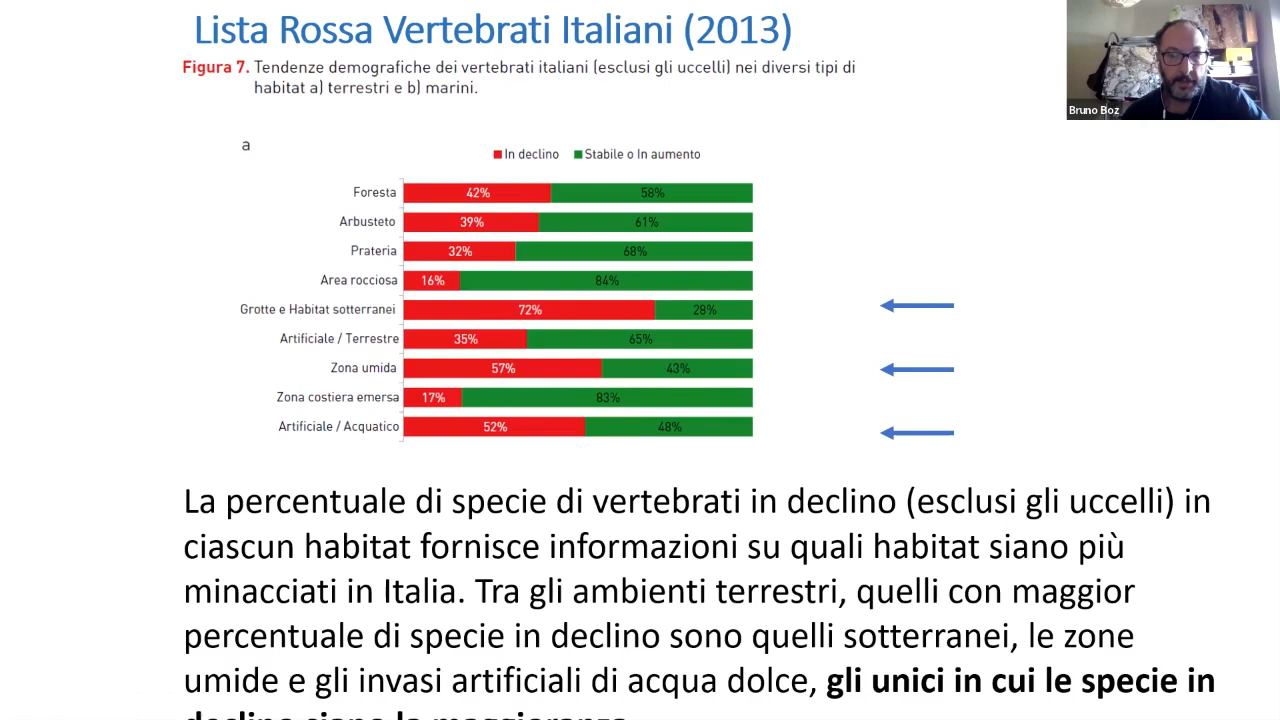 Lista Rossa Vertebrati Italiani (2013)
Figura 7. Tendenze demografiche dei vertebrati italiani (esclusi gli uccelli) nei diversi tipi di
habitat a) terrestri e b) marini.
Bruno Boz
a
In declino Stabile o In aumento
Foresta 42% 58%
Arbusteto 39% 61%
Prateria 32% 68%
Area rocciosa 16% 84%
Grotte e Habitat sotterranei 72% 28%
Artificiale / Terrestre 35% 65%
Zona umida 57% 43%
Zona costiera emersa 17% 83%
Artificiale / Acquatico 52% 48%
La percentuale di specie di vertebrati in declino (esclusi gli uccelli) in
ciascun habitat fornisce informazioni su quali habitat siano più
minacciati in Italia. Tra gli ambienti terrestri, quelli con maggior
percentuale di specie in declino sono quelli sotterranei, le zone
umide e gli invasi artificiali di acqua dolce, gli unici in cui le specie in
declino siano la maggioranza